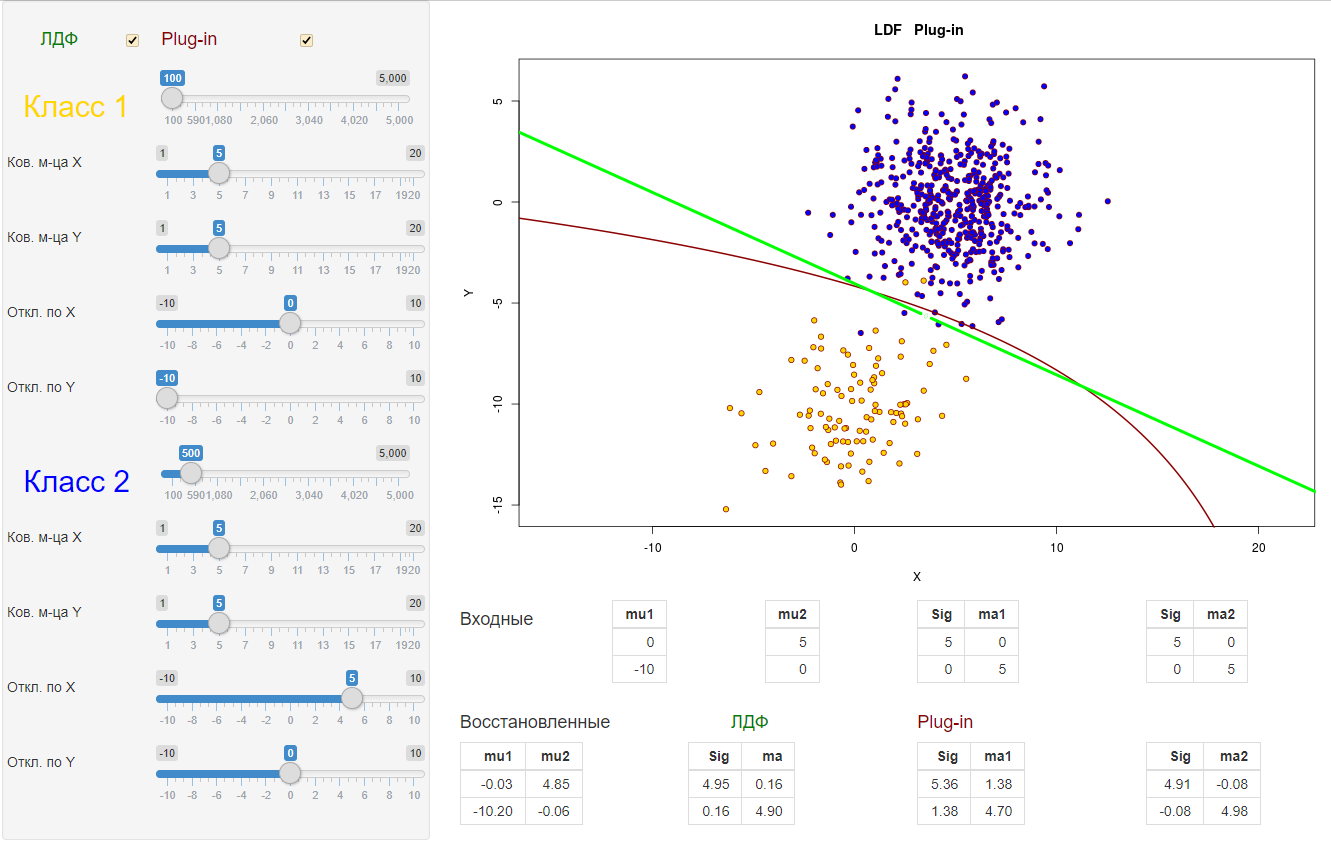 ЛДФ Plug-in
Класс 1
100 5,000
100 5901,080 2,060 3,040 4,020 5,000
Ков. м-ца X
1 5 20
1 3 5 7 9 11 13 15 17 1920
Ков. м-ца Y
1 5 20
1 3 5 7 9 11 13 15 17 1920
Откл. по X
-10 0 10
-10 -8 -6 -4 -2 0 2 4 6 8 10
Откл. по Y
-10 10
-10 -8 -6 -4 -2 0 2 4 6 8 10
Класс 2
500 5,000
100 5901,080 2,060 3,040 4,020 5,000
Ков. м-ца X
1 5 20
1 3 5 7 9 11 13 15 17 1920
Ков. м-ца Y
1 5 20
1 3 5 7 9 11 13 15 17 1920
Откл. по X
-10 5 10
-10 -8 -6 -4 -2 0 2 4 6 8 10
Откл. по Y
-10 0 10
-10 -8 -6 -4 -2 0 2 4 6 8 10
LDF Plug-in
5
0
-5
-10
-15
Y
-10 0 10 20
X
Входные
mu1 mu2 Sig ma1 Sig ma2
0 5 5 0 5 0
-10 0 0 5 0 5
Восстановленные ЛДФ Plug-in
mu1 mu2 Sig ma Sig ma1 Sig ma2
-0.03 4.85 4.95 0.16 5.36 1.38 4.91 -0.08
-10.20 -0.06 0.16 4.90 1.38 4.70 -0.08 4.98